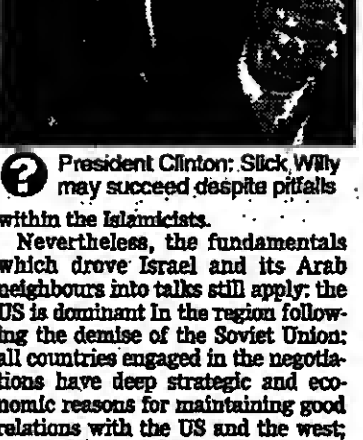 ?
President Clinton: Slick Willy
may succeed despite pitfalls
within the Islamicists.
Nevertheless, the fundamentals
which drove Israel and its Arab
neighbours into talks still apply: the
US is dominant in the region follow-
ing the demise of the Soviet Union;
all countries engaged in the negotia-
tions have deep strategic and eco-
nomic reasons for maintaining good
relations with the US and the west;